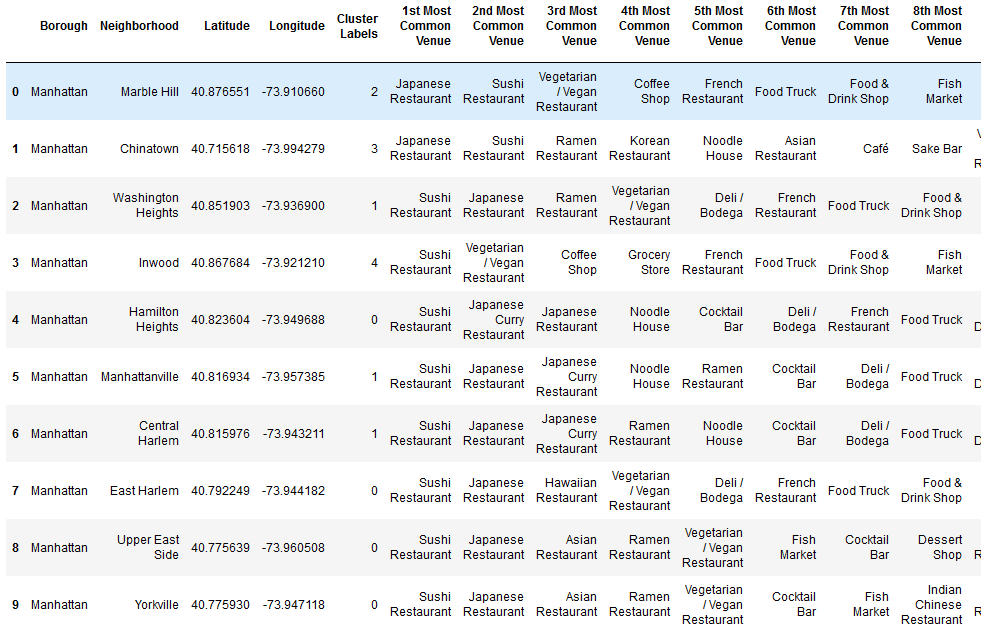 Borough Neighborhood Latitude Longitude Cluster Labels 1st Most Common Venue 2nd Most Common Venue 3rd Most Common Venue 4th Most Common Venue 5th Most Common Venue 6th Most Common Venue 7th Most Common Venue 8th Most Common Venue
0 Manhattan Marble Hill 40.876551 -73.910660 2 Japanese Restaurant Sushi Restaurant Vegetarian / Vegan Restaurant Coffee Shop French Restaurant Food Truck Food & Drink Shop Fish Market
1 Manhattan Chinatown 40.715618 -73.994279 3 Japanese Restaurant Sushi Restaurant Ramen Restaurant Korean Restaurant Noodle House Asian Restaurant Café Sake Bar
2 Manhattan Washington Heights 40.851903 -73.936900 1 Sushi Restaurant Japanese Restaurant Ramen Restaurant Vegetarian / Vegan Restaurant Deli / Bodega French Restaurant Food Truck Food & Drink Shop
3 Manhattan Inwood 40.867684 -73.921210 4 Sushi Restaurant Vegetarian / Vegan Restaurant Coffee Shop Grocery Store French Restaurant Food Truck Food & Drink Shop Fish Market
4 Manhattan Hamilton Heights 40.823604 -73.949688 0 Sushi Restaurant Japanese Curry Restaurant Japanese Restaurant Noodle House Cocktail Bar Deli / Bodega French Restaurant Food Truck
5 Manhattan Manhattanville 40.816934 -73.957385 1 Sushi Restaurant Japanese Restaurant Japanese Curry Restaurant Noodle House Ramen Restaurant Cocktail Bar Deli / Bodega Food Truck
6 Manhattan Central Harlem 40.815976 -73.943211 1 Sushi Restaurant Japanese Restaurant Japanese Curry Restaurant Ramen Restaurant Noodle House Cocktail Bar Deli / Bodega Food Truck
7 Manhattan East Harlem 40.792249 -73.944182 0 Sushi Restaurant Japanese Restaurant Hawaiian Restaurant Vegetarian / Vegan Restaurant Deli / Bodega French Restaurant Food Truck Food & Drink Shop
8 Manhattan Upper East Side 40.775639 -73.960508 0 Sushi Restaurant Japanese Restaurant Asian Restaurant Ramen Restaurant Vegetarian / Vegan Restaurant Fish Market Cocktail Bar Dessert Shop
9 Manhattan Yorkville 40.775930 -73.947118 0 Sushi Restaurant Japanese Restaurant Asian Restaurant Ramen Restaurant Vegetarian / Vegan Restaurant Cocktail Bar Fish Market Indian Chinese Restaurant